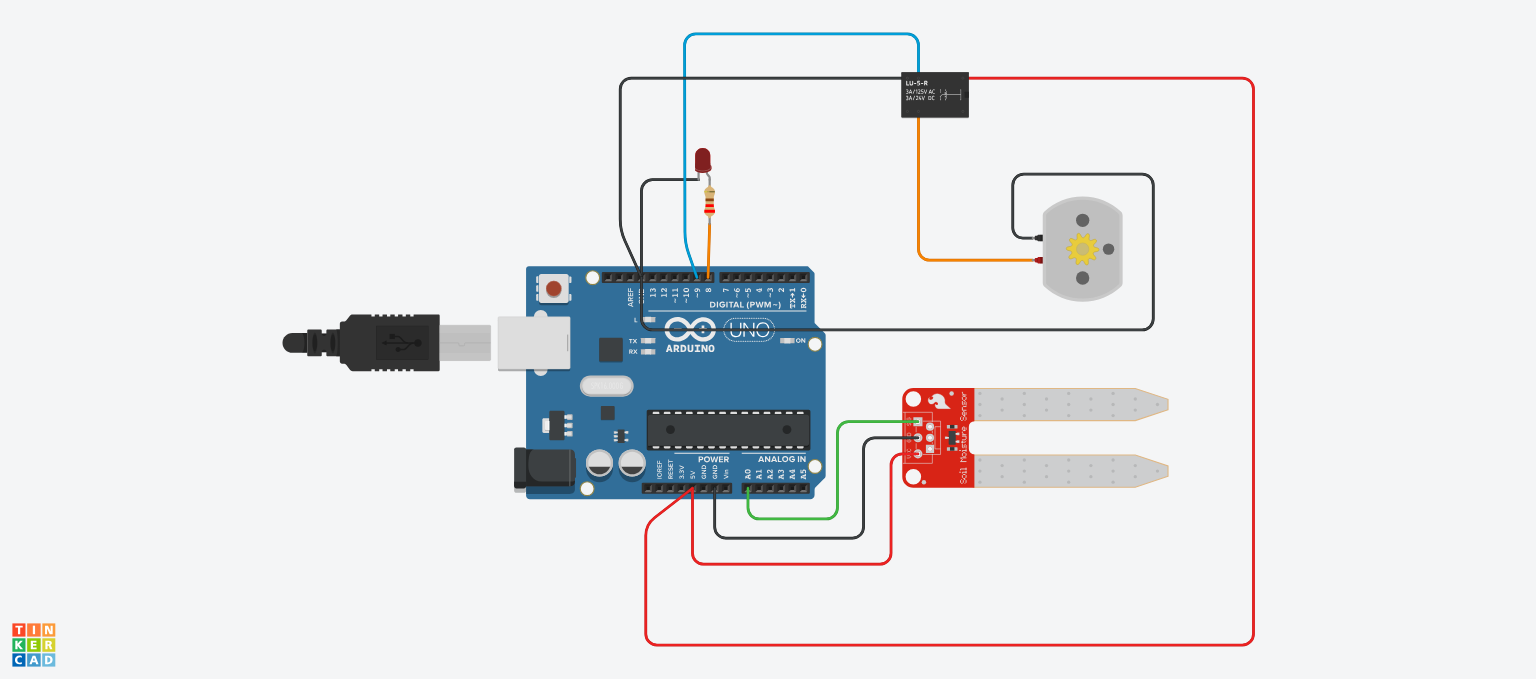 LU-5-R
3A/125V AC
3A/24V DC
AREF
GND
13
12
~11
~10
~9
8
7
~6
~5
4
~3
2
TX→1
RX←0
DIGITAL (PWM~)
L
TX
RX
ARDUINO
UNO
ON
POWER
ANALOG IN
IOREF
RESET
3.3V
5V
GND
GND
Vin
A0
A1
A2
A3
A4
A5
Soil Moisture Sensor
TIN
KER
CAD